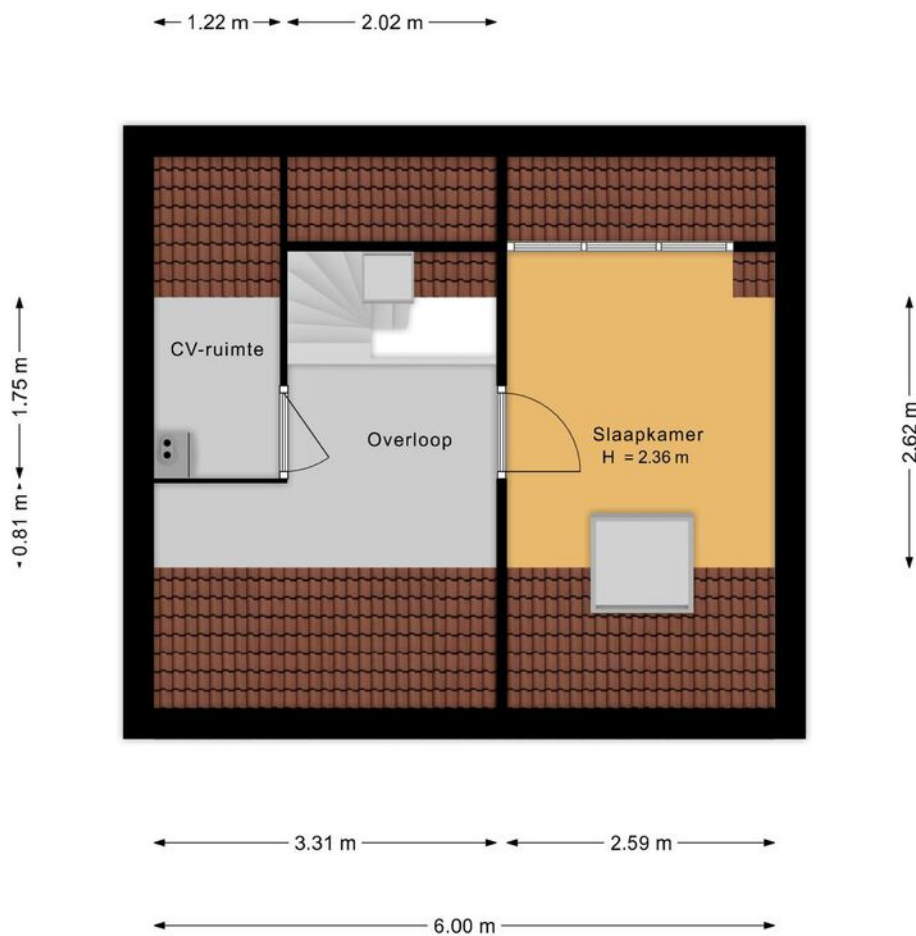 1.22 m
2.02 m
CV-ruimte
1.75 m
0.81 m
Overloop
Slaapkamer
H = 2.36 m
2.62 m
3.31 m
2.59 m
6.00 m